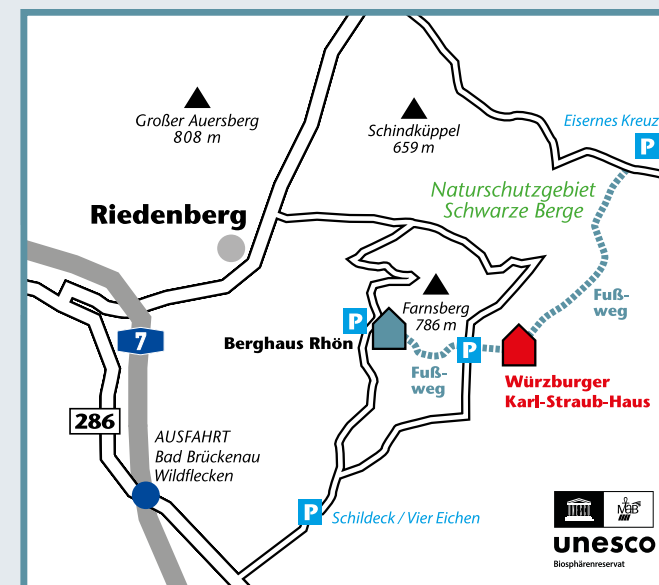 Großer Auersberg
808 m
Schindküppel
659 m
Eisernes Kreuz
P
Naturschutzgebiet
Schwarze Berge
Riedenberg
Farnsberg
786 m
Fuß-
weg
7
P
Berghaus Rhön
P
Fuß-
weg
Würzburger
Karl-Straub-Haus
286
AUSFAHRT
Bad Brückenau
Wildflecken
P
Schildeck / Vier Eichen
MaB
unesco
Biosphärenreservat